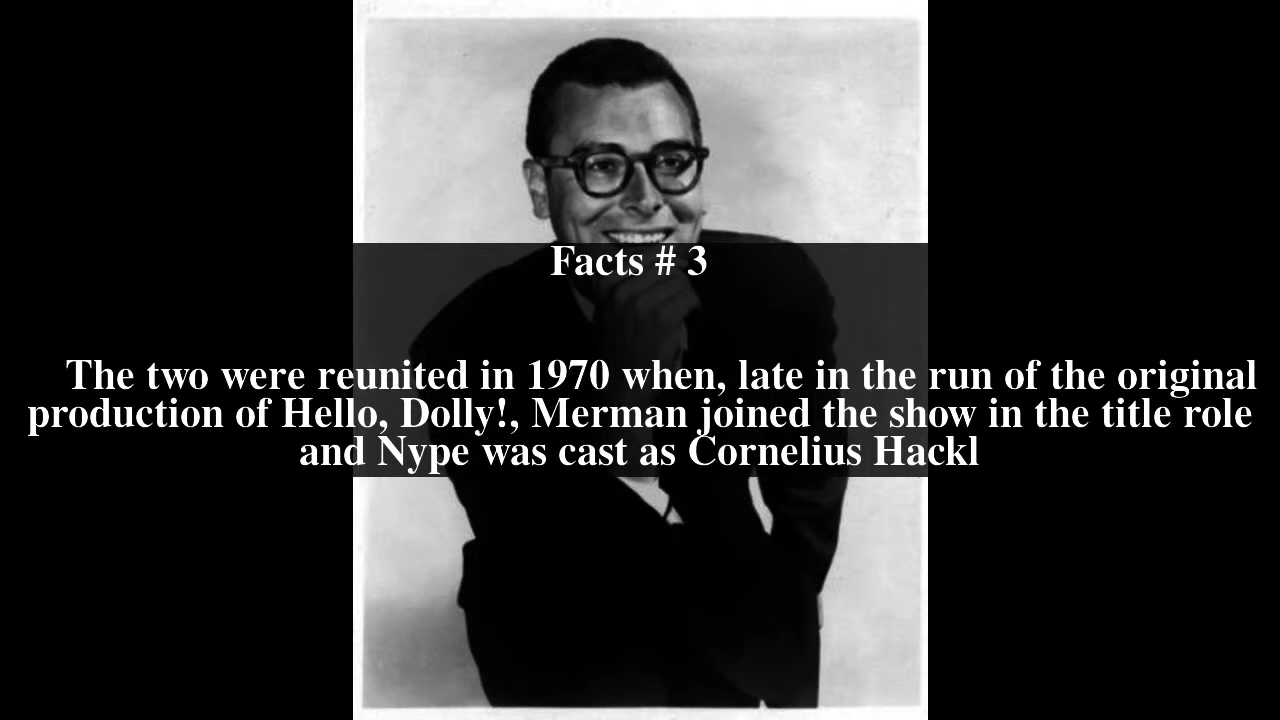 Facts # 3
The two were reunited in 1970 when, late in the run of the original
production of Hello, Dolly!, Merman joined the show in the title role
and Nype was cast as Cornelius Hackl